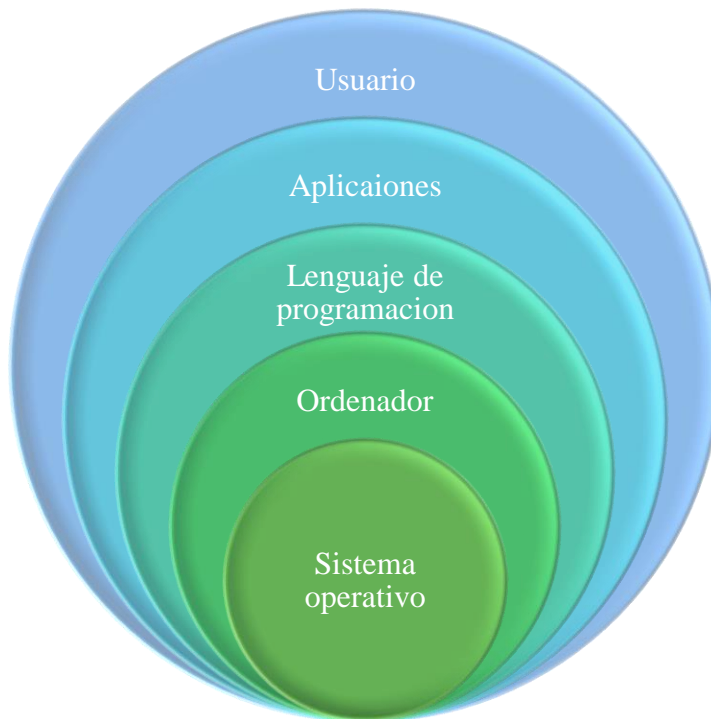 Usuario
Aplicaiones
Lenguaje de
programacion
Ordenador
Sistema
operativo